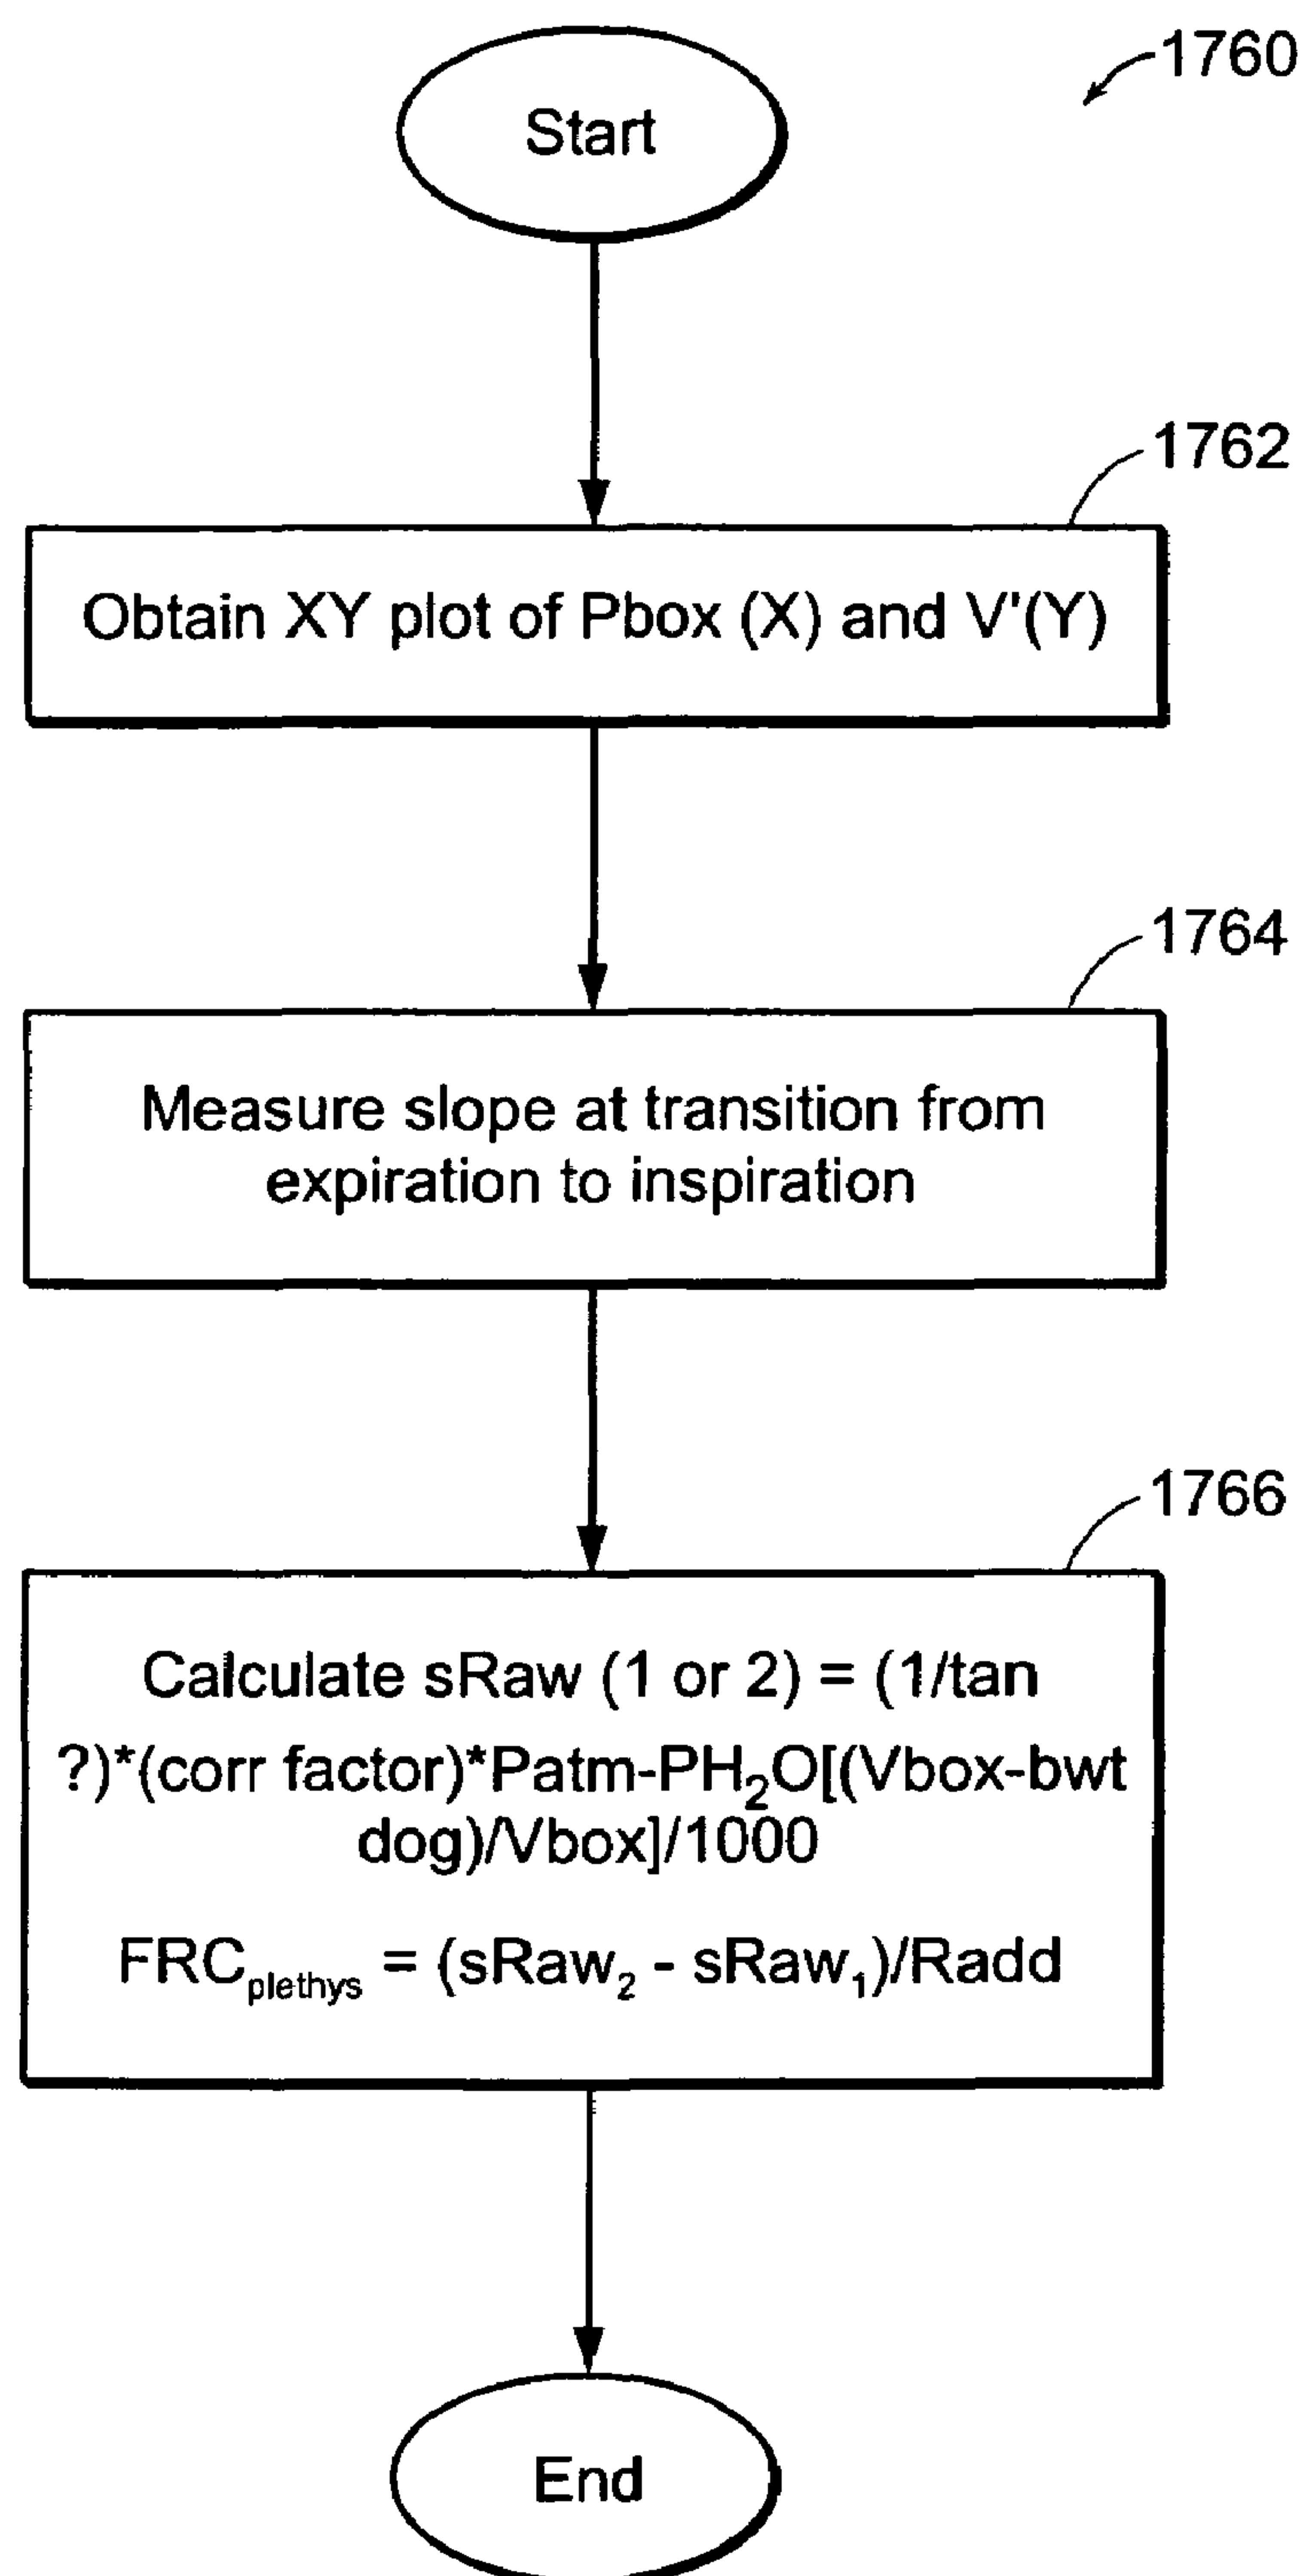 1760
Start
1762
Obtain XY plot of Pbox (X) and V'(Y)
1764
Measure slope at transition from
expiration to inspiration
1766
Calculate sRaw (1 or 2) = (1/tan
?)*(corr factor)*Patm-PH₂O[(Vbox-bwt
dog)/Vbox]/1000
FRCplethys = (sRaw₂ - sRaw₁)/Radd
End